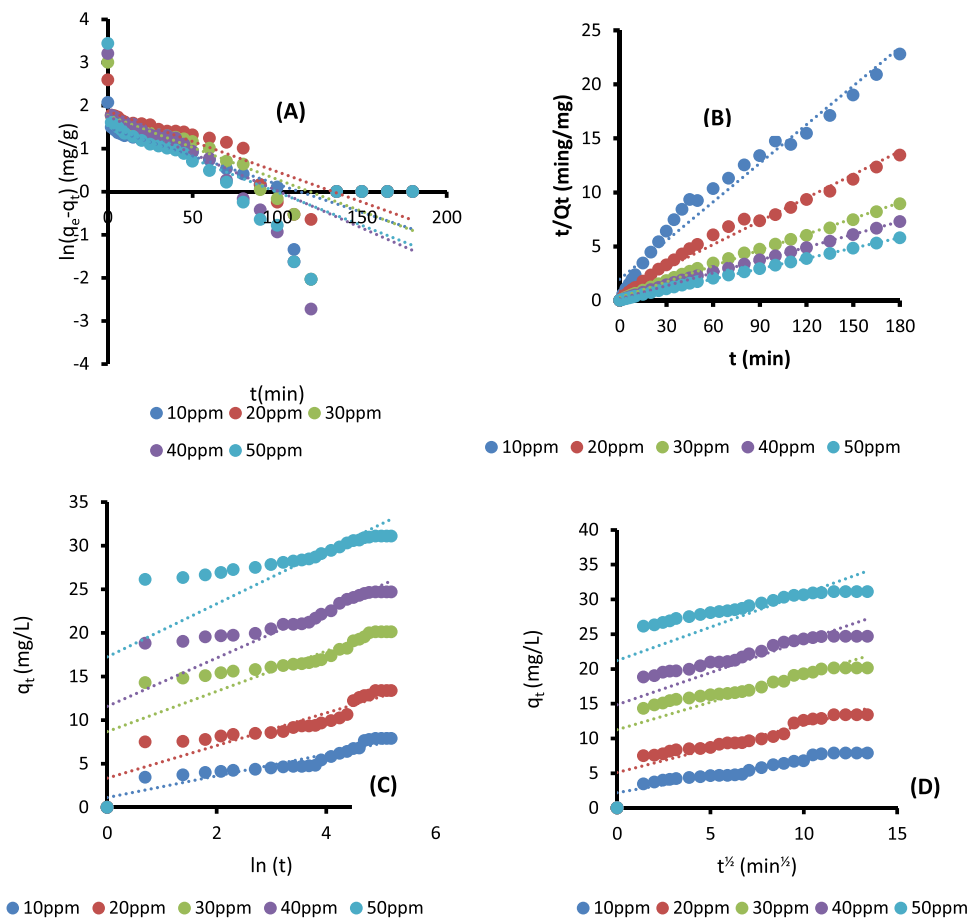 4
3
2
1
0
-1
-2
-3
-4
0 50 100 150 200
ln(qₑ-qₜ) (mg/g)
(A)
t(min)
10ppm 20ppm 30ppm
40ppm 50ppm
25
20
15
10
5
0
0 30 60 90 120 150 180
t/Qt (ming/mg)
(B)
t (min)
10ppm 20ppm 30ppm 40ppm 50ppm
35
30
25
20
15
10
5
0
0 2 4 6
qₜ (mg/L)
(C)
ln (t)
10ppm 20ppm 30ppm 40ppm 50ppm
40
35
30
25
20
15
10
5
0
0 5 10 15
qₜ (mg/L)
(D)
t^½ (min^½)
10ppm 20ppm 30ppm 40ppm 50ppm